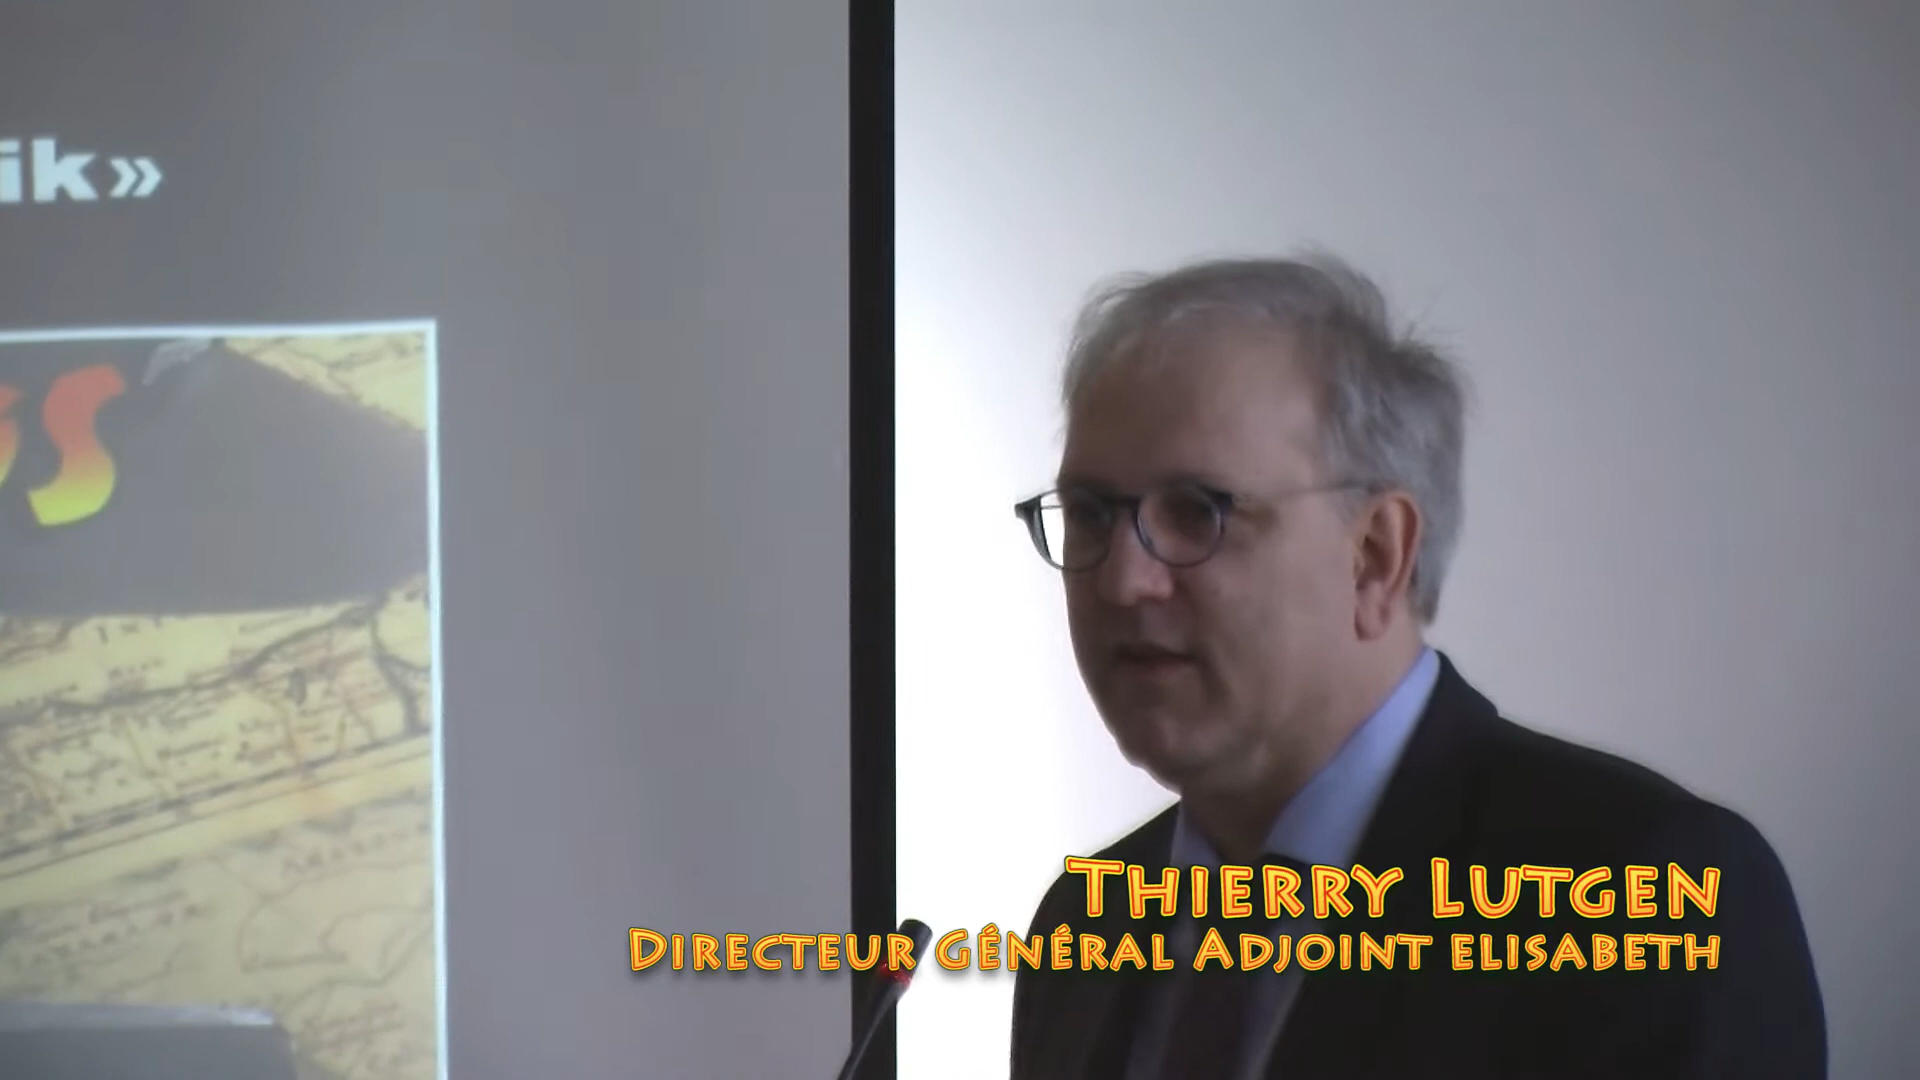 ik»
s
THIERRY LUTGEN
DIRECTEUR GÉNÉRAL ADJOINT ELISABETH